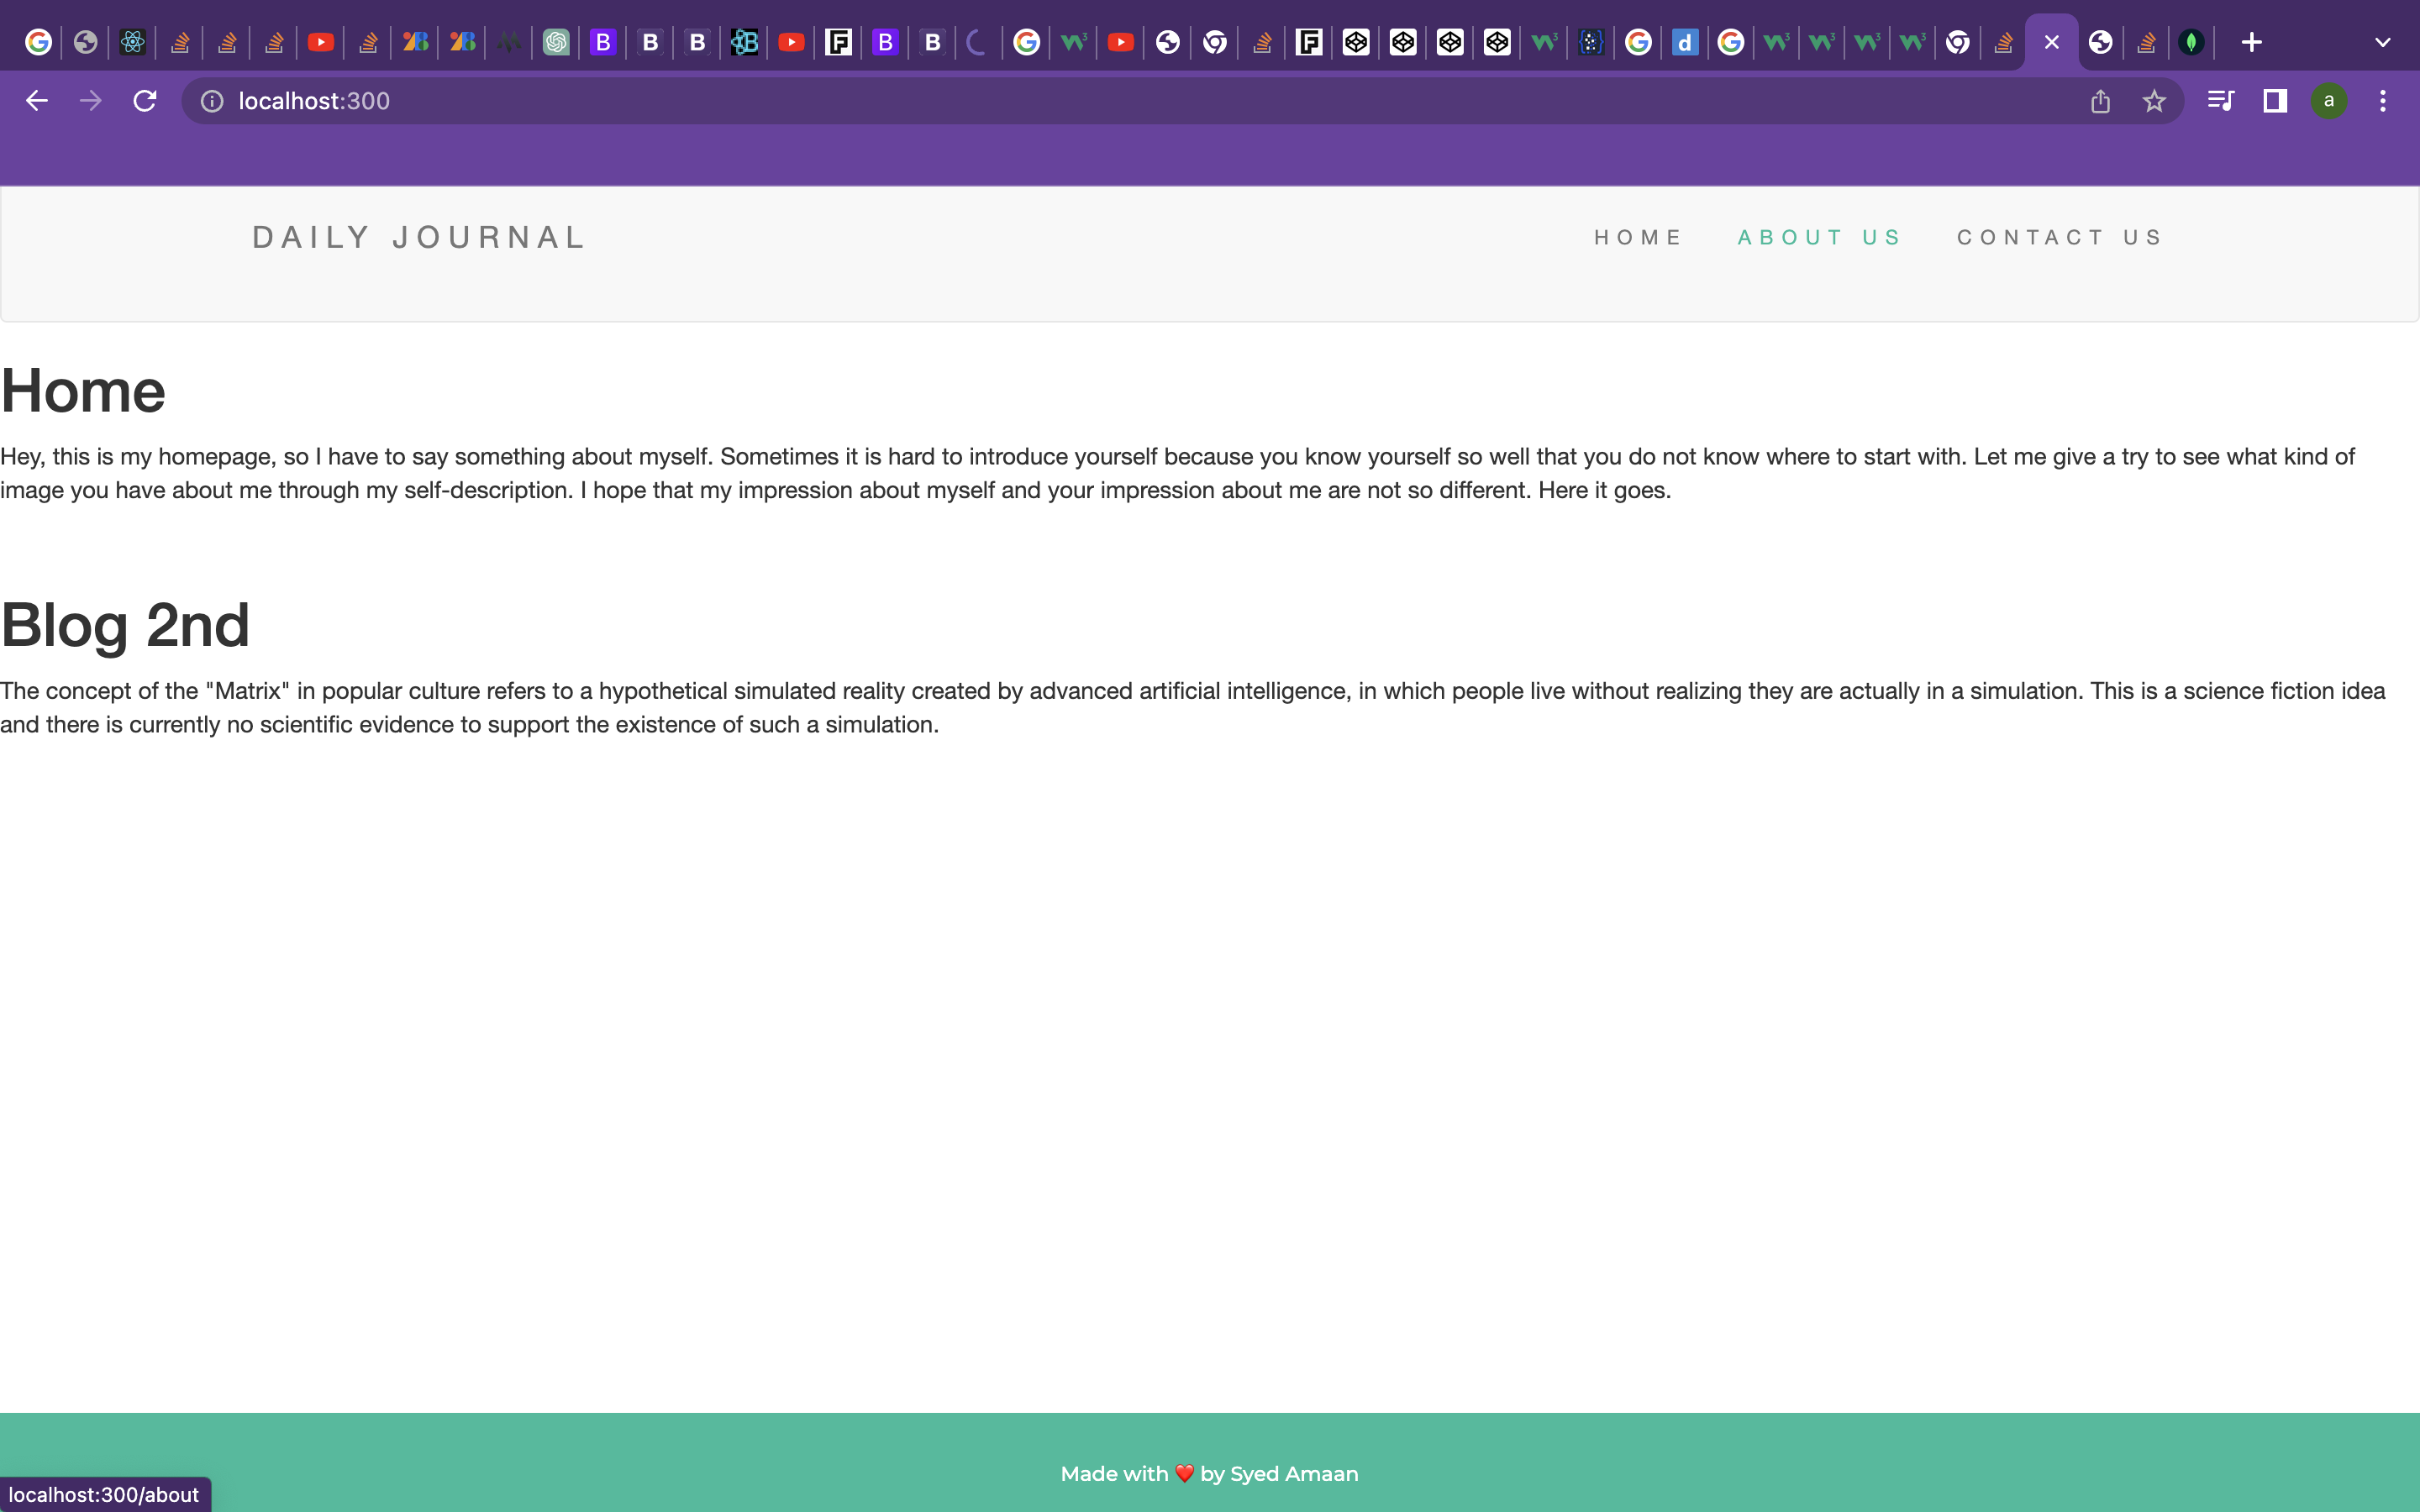 localhost:300
a
DAILY JOURNAL
HOME ABOUT US CONTACT US
Home
Hey, this is my homepage, so I have to say something about myself. Sometimes it is hard to introduce yourself because you know yourself so well that you do not know where to start with. Let me give a try to see what kind of
image you have about me through my self-description. I hope that my impression about myself and your impression about me are not so different. Here it goes.
Blog 2nd
The concept of the "Matrix" in popular culture refers to a hypothetical simulated reality created by advanced artificial intelligence, in which people live without realizing they are actually in a simulation. This is a science fiction idea
and there is currently no scientific evidence to support the existence of such a simulation.
Made with ❤️ by Syed Amaan
localhost:300/about